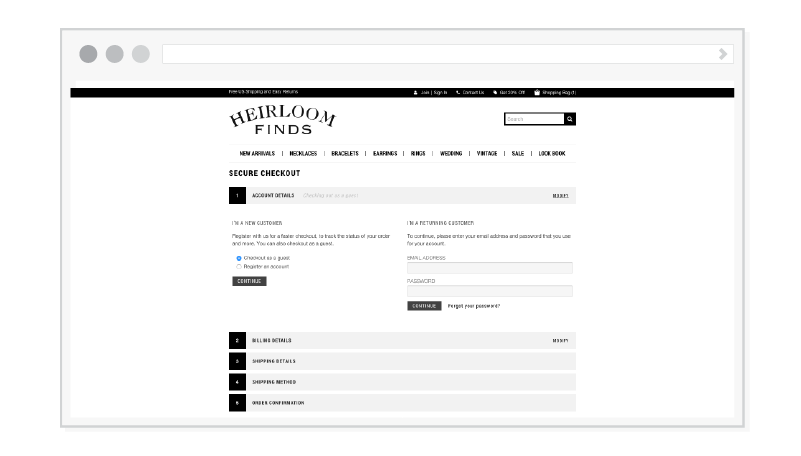 Free US Shipping and Easy Returns
Join | Sign In
Contact Us
Get 20% Off!
Shipping Bag
HEIRLOOM
FINDS
Search
NEW ARRIVALS | NECKLACES | BRACELETS | EARRINGS | RINGS | WEDDING | VINTAGE | SALE | LOOK BOOK
SECURE CHECKOUT
1 ACCOUNT DETAILS Checking out as a guest MODIFY
I'M A NEW CUSTOMER
Register with us for a faster checkout, to track the status of your order
and more. You can also checkout as a guest.
Checkout as a guest
Register an account
CONTINUE
I'M A RETURNING CUSTOMER
To continue, please enter your email address and password that you use
for your account.
EMAIL ADDRESS
PASSWORD
CONTINUE Forgot your password?
2 BILLING DETAILS MODIFY
3 SHIPPING DETAILS
4 SHIPPING METHOD
5 ORDER CONFIRMATION